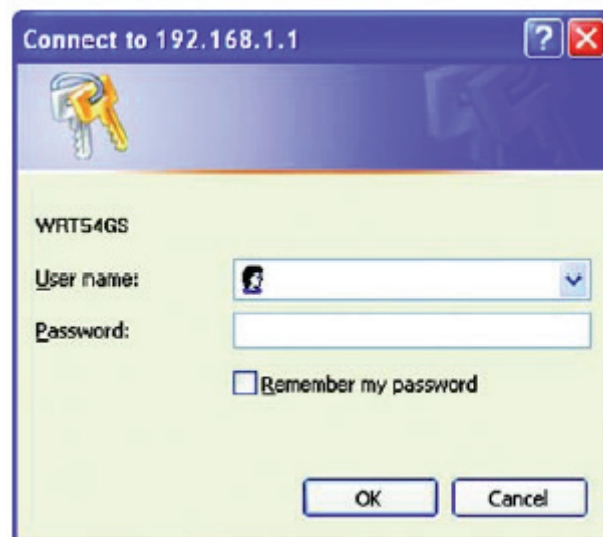 Connect to 192.168.1.1
?
WRT54GS
User name:
Password:
Remember my password
OK
Cancel